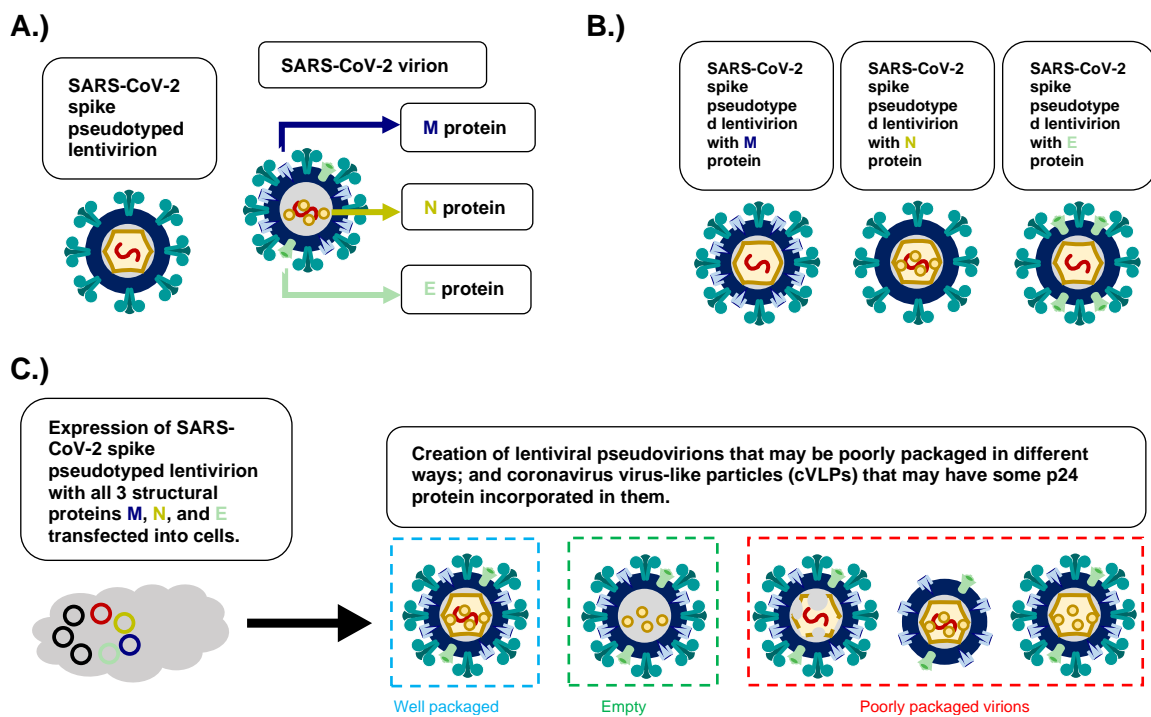 A.)
SARS-CoV-2
spike
pseudotyped
lentivirion
SARS-CoV-2 virion
M protein
N protein
E protein
B.)
SARS-CoV-2
spike
pseudotype
d lentivirion
with M
protein
SARS-CoV-2
spike
pseudotype
d lentivirion
with N
protein
SARS-CoV-2
spike
pseudotype
d lentivirion
with E
protein
C.)
Expression of SARS-
CoV-2 spike
pseudotyped lentivirion
with all 3 structural
proteins M, N, and E
transfected into cells.
Creation of lentiviral pseudovirions that may be poorly packaged in different
ways; and coronavirus virus-like particles (cVLPs) that may have some p24
protein incorporated in them.
Well packaged
Empty
Poorly packaged virions